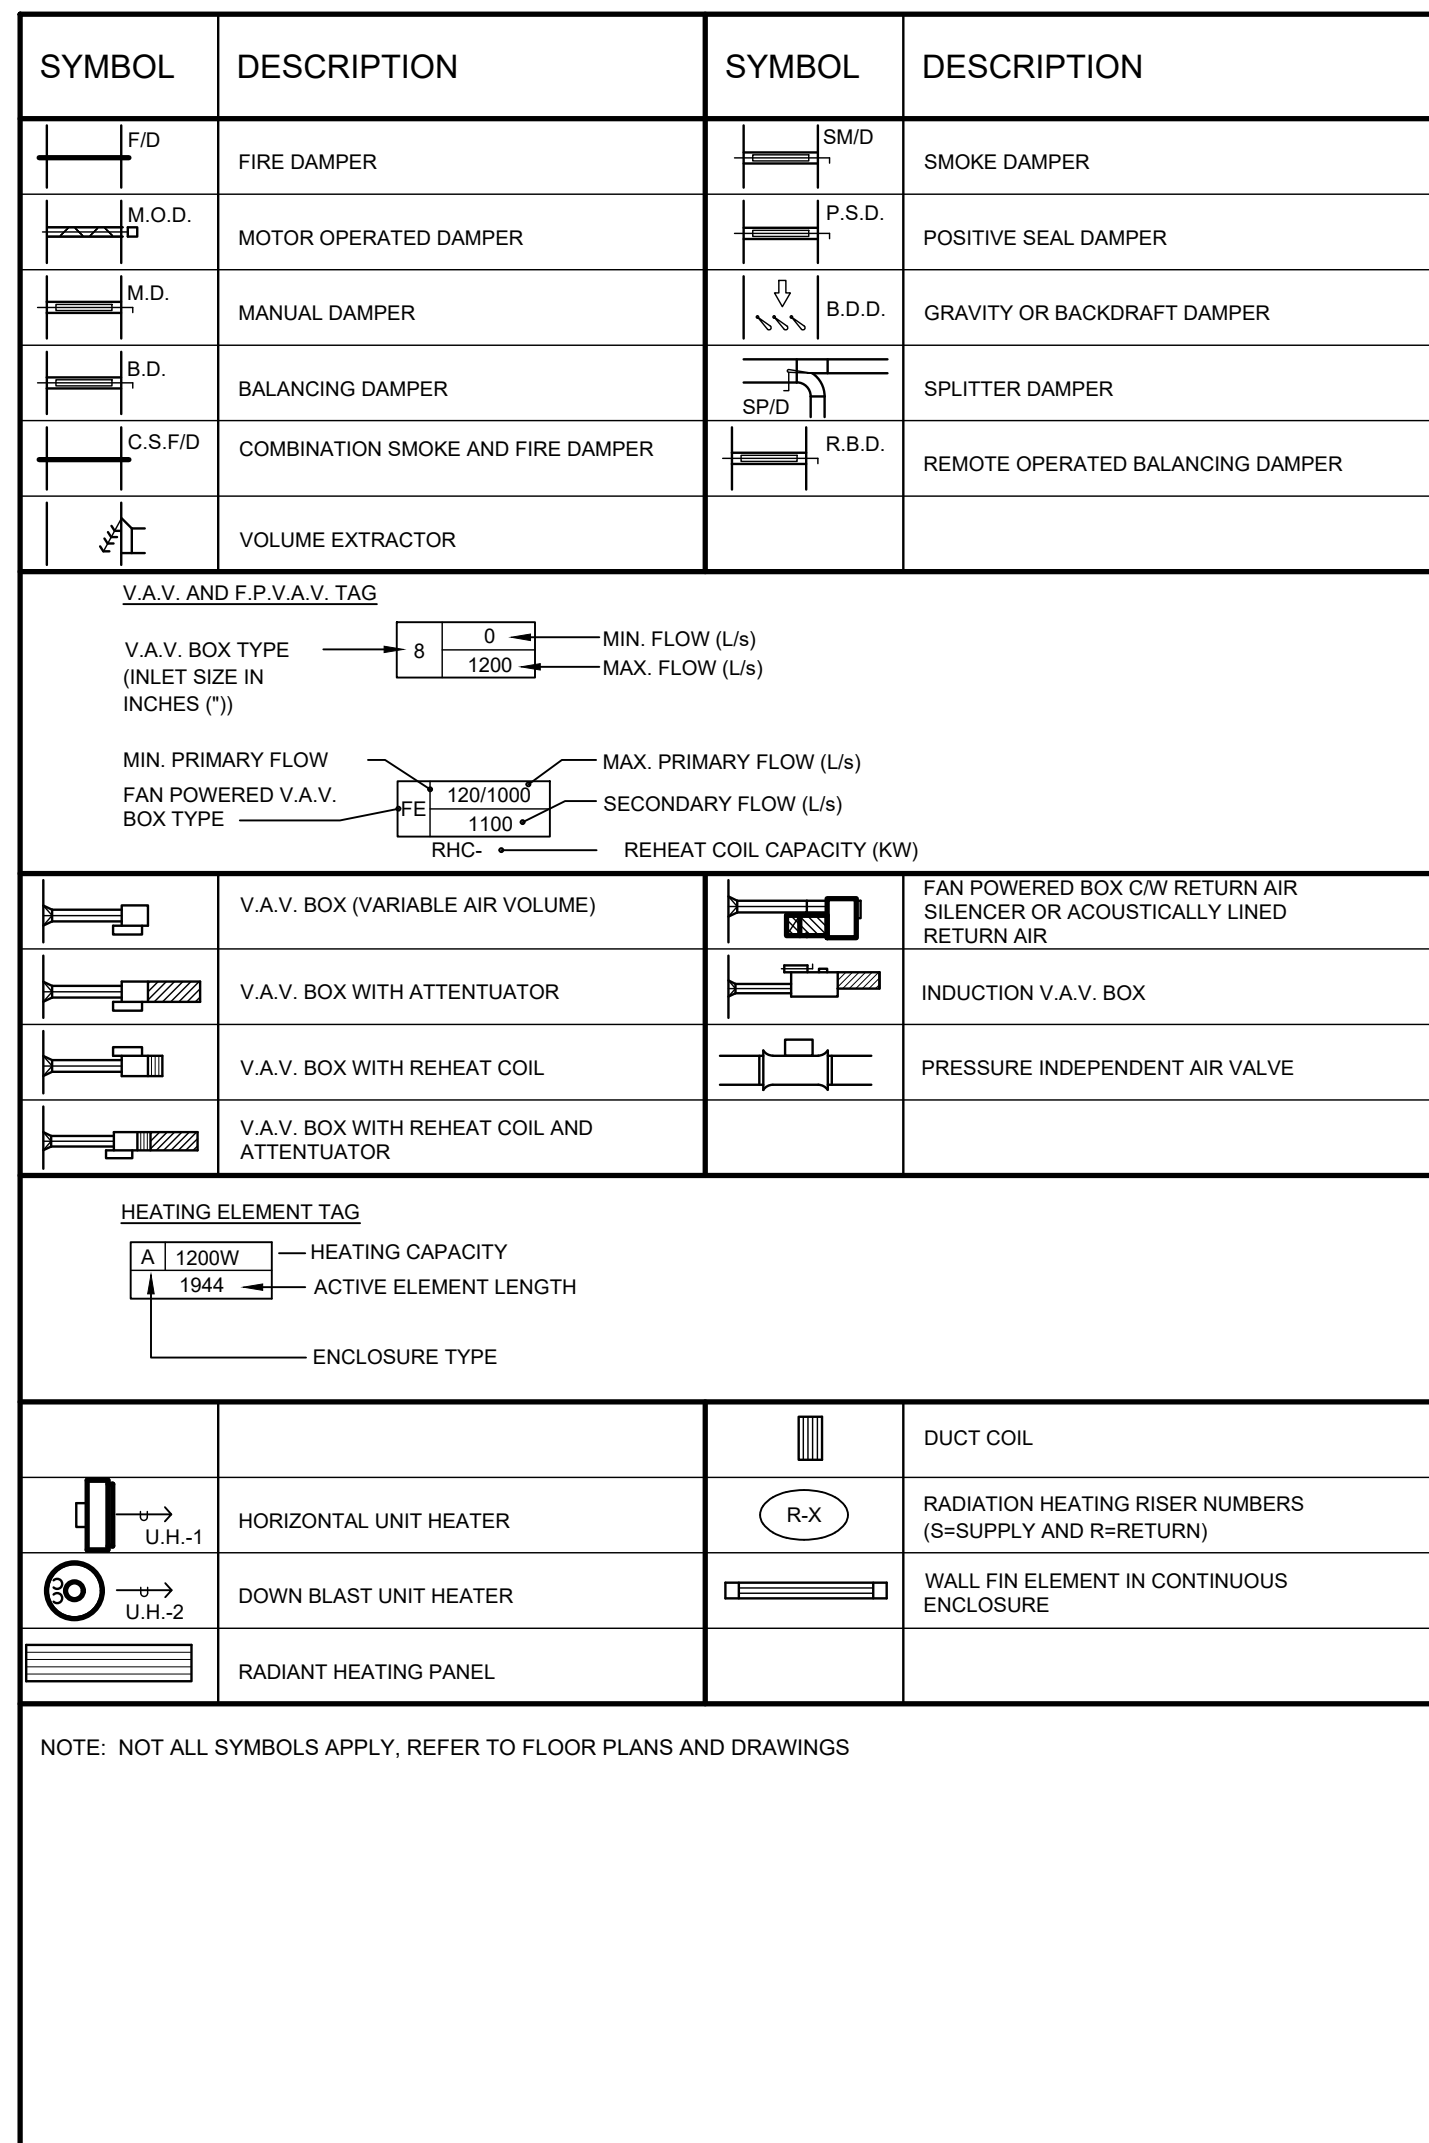 SYMBOL DESCRIPTION SYMBOL DESCRIPTION
F/D FIRE DAMPER SM/D SMOKE DAMPER
M.O.D. MOTOR OPERATED DAMPER P.S.D. POSITIVE SEAL DAMPER
M.D. MANUAL DAMPER B.D.D. GRAVITY OR BACKDRAFT DAMPER
B.D. BALANCING DAMPER SP/D SPLITTER DAMPER
C.S.F/D COMBINATION SMOKE AND FIRE DAMPER R.B.D. REMOTE OPERATED BALANCING DAMPER
VOLUME EXTRACTOR
V.A.V. AND F.P.V.A.V. TAG
V.A.V. BOX TYPE
(INLET SIZE IN
INCHES ("))
8
0
1200
MIN. FLOW (L/s)
MAX. FLOW (L/s)
MIN. PRIMARY FLOW
FAN POWERED V.A.V.
BOX TYPE
FE
120/1000
1100
MAX. PRIMARY FLOW (L/s)
SECONDARY FLOW (L/s)
RHC- REHEAT COIL CAPACITY (KW)
V.A.V. BOX (VARIABLE AIR VOLUME)
FAN POWERED BOX C/W RETURN AIR
SILENCER OR ACOUSTICALLY LINED
RETURN AIR
V.A.V. BOX WITH ATTENTUATOR
INDUCTION V.A.V. BOX
V.A.V. BOX WITH REHEAT COIL
PRESSURE INDEPENDENT AIR VALVE
V.A.V. BOX WITH REHEAT COIL AND
ATTENTUATOR
HEATING ELEMENT TAG
A 1200W HEATING CAPACITY
1944 ACTIVE ELEMENT LENGTH
ENCLOSURE TYPE
DUCT COIL
U.H.-1 HORIZONTAL UNIT HEATER
R-X
RADIATION HEATING RISER NUMBERS
(S=SUPPLY AND R=RETURN)
U.H.-2 DOWN BLAST UNIT HEATER
WALL FIN ELEMENT IN CONTINUOUS
ENCLOSURE
RADIANT HEATING PANEL
NOTE: NOT ALL SYMBOLS APPLY, REFER TO FLOOR PLANS AND DRAWINGS